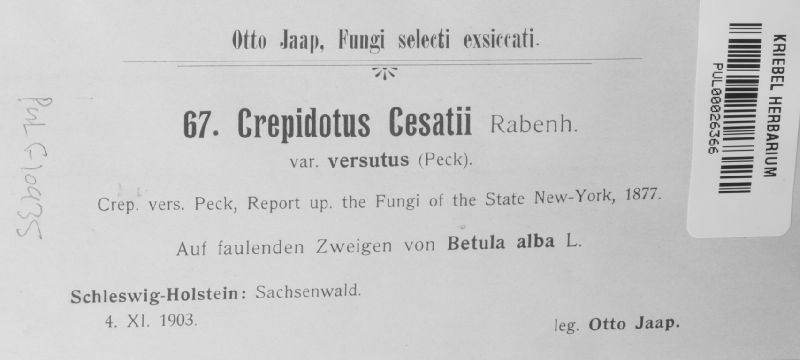 Otto Jaap, Fungi selecti exsiccati.
67. Crepidotus Cesatii Rabenh.
var. versutus (Peck).
Crep. vers. Peck, Report up. the Fungi of the State New-York, 1877.
Auf faulenden Zweigen von Betula alba L.
Schleswig-Holstein: Sachsenwald.
4. XI. 1903.
leg. Otto Jaap.
KRIEBEL HERBARIUM
PUL00026366
PUL F10935